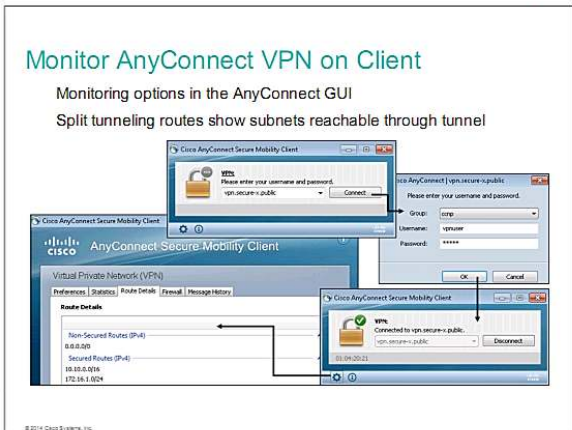 Monitor AnyConnect VPN on Client
Monitoring options in the AnyConnect GUI
Split tunneling routes show subnets reachable through tunnel
Cisco AnyConnect Secure Mobility Client
VPN:
Please enter your username and password.
vpn.secure-x.public
Connect
Cisco AnyConnect | vpn.secure-x.public
Please enter your username and password.
Group: ccnp
Username: vpnuser
Password: *****
OK Cancel
Cisco AnyConnect Secure Mobility Client
CISCO AnyConnect Secure Mobility Client
Virtual Private Network (VPN)
Preferences Statistics Route Details Firewall Message History
Route Details
Non-Secured Routes (IPv4)
0.0.0.0/0
Secured Routes (IPv4)
10.10.0.0/16
172.16.1.0/24
Cisco AnyConnect Secure Mobility Client
VPN:
Connected to vpn.secure-x.public.
vpn.secure-x.public
Disconnect
01:04:20:21
© 2014 Cisco Systems, Inc.